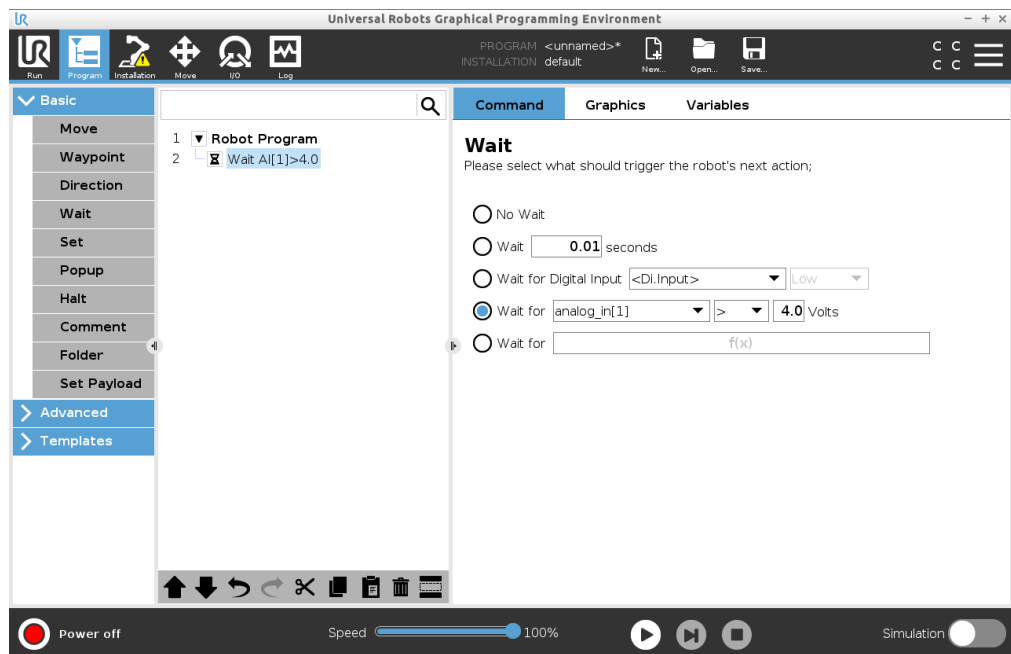 Universal Robots Graphical Programming Environment
UR
Run
Program
Installation
Move
I/O
Log
PROGRAM <unnamed>*
INSTALLATION default
New...
Open...
Save...
C C
C C
Basic
Move
Waypoint
Direction
Wait
Set
Popup
Halt
Comment
Folder
Set Payload
Advanced
Templates
1 Robot Program
2 Wait AI[1]>4.0
Command Graphics Variables
Wait
Please select what should trigger the robot's next action;
No Wait
Wait 0.01 seconds
Wait for Digital Input <Di.Input> Low
Wait for analog_in[1] > 4.0 Volts
Wait for f(x)
Power off
Speed 100%
Simulation